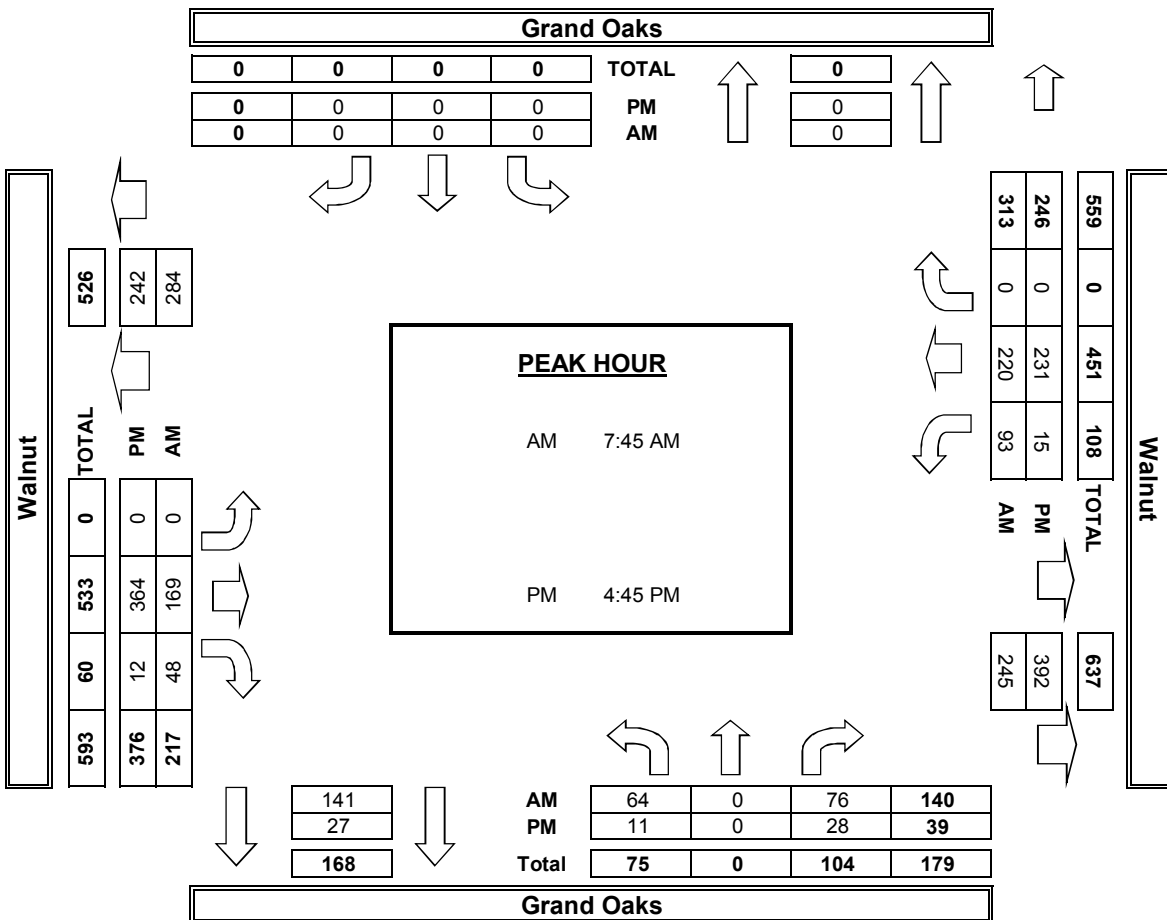 Grand Oaks
0 0 0 0 TOTAL 0
0 0 0 0 PM 0
0 0 0 0 AM 0
Walnut
526
242
284
TOTAL
PM
AM
0 533 60 593
0 364 12 376
0 169 48 217
PEAK HOUR
AM 7:45 AM
PM 4:45 PM
559 0 451 108 TOTAL
246 0 231 15 PM
313 0 220 93 AM
637
392
245
Walnut
141 AM 64 0 76 140
27 PM 11 0 28 39
168 Total 75 0 104 179
Grand Oaks